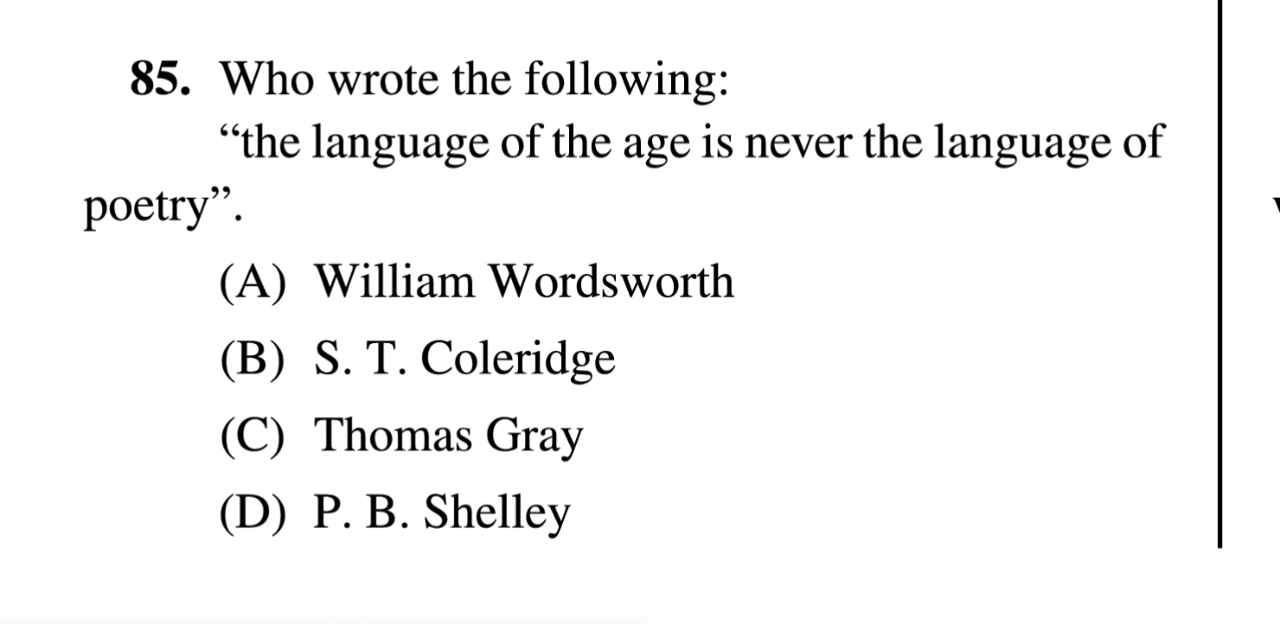 85. Who wrote the following:
“the language of the age is never the language of
poetry”.
(A) William Wordsworth
(B) S. T. Coleridge
(C) Thomas Gray
(D) P. B. Shelley